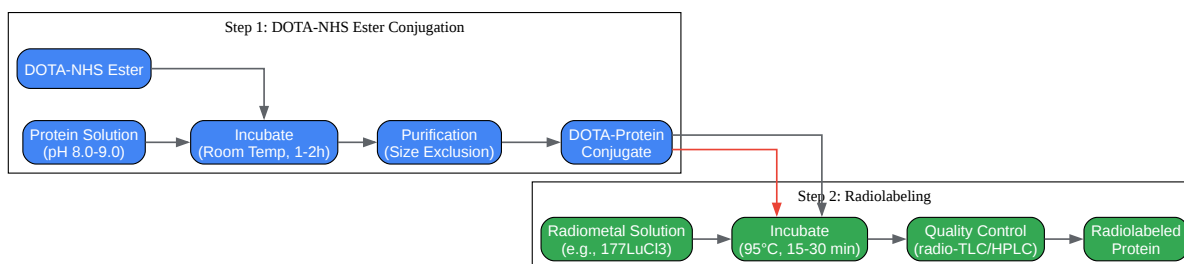 Step 1: DOTA-NHS Ester Conjugation
DOTA-NHS Ester
Protein Solution
(pH 8.0-9.0)
Incubate
(Room Temp, 1-2h)
Purification
(Size Exclusion)
DOTA-Protein
Conjugate
Step 2: Radiolabeling
Radiometal Solution
(e.g., 177LuCl3)
Incubate
(95°C, 15-30 min)
Quality Control
(radio-TLC/HPLC)
Radiolabeled
Protein